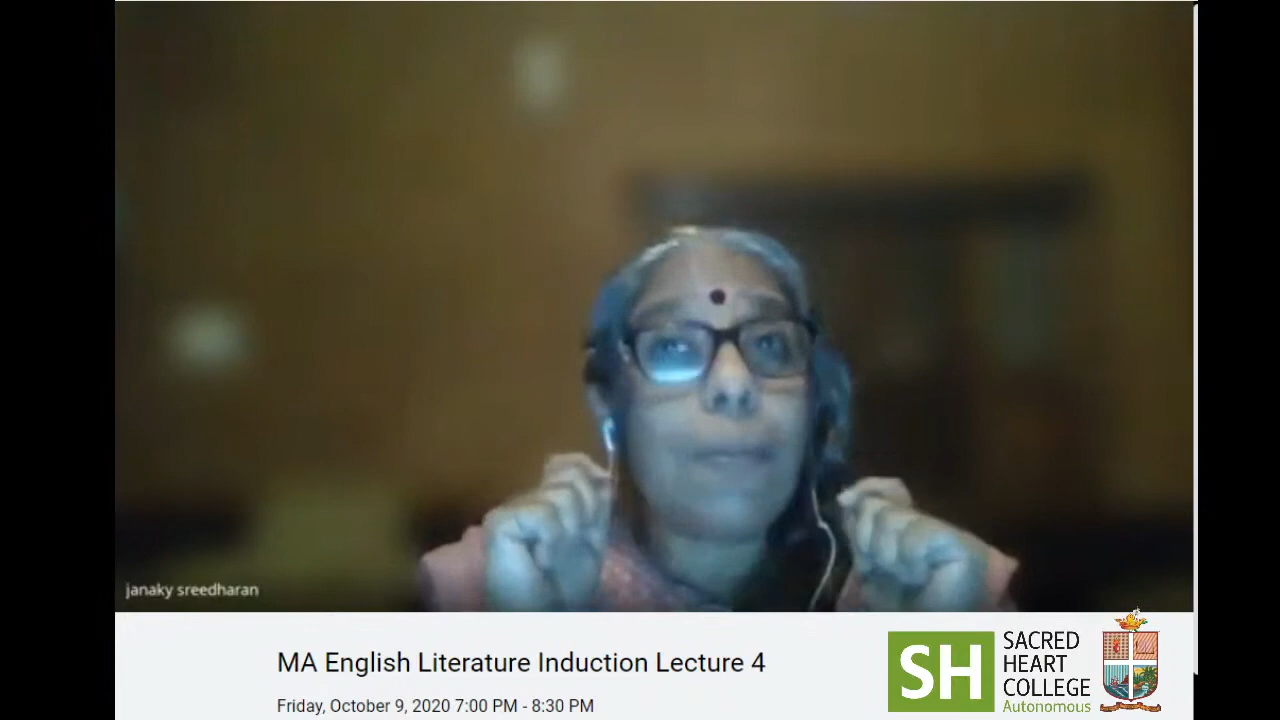 janaky sreedharan
MA English Literature Induction Lecture 4
Friday, October 9, 2020 7:00 PM - 8:30 PM
SH
SACRED
HEART
COLLEGE
Autonomous